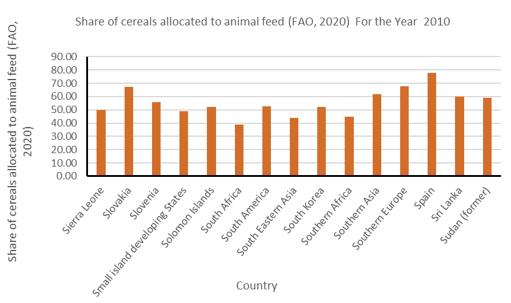 Share of cereals allocated to animal feed (FAO, 2020)  For the Year  2010
Share of cereals allocated to animal feed (FAO,
2020)
90.00
80.00
70.00
60.00
50.00
40.00
30.00
20.00
10.00
0.00
Sierra Leone
Slovakia
Slovenia
Small island developing States
Solomon Islands
South Africa
South America
South Eastern Asia
South Korea
Southern Africa
Southern Asia
Southern Europe
Spain
Sri Lanka
Sudan (former)
Country